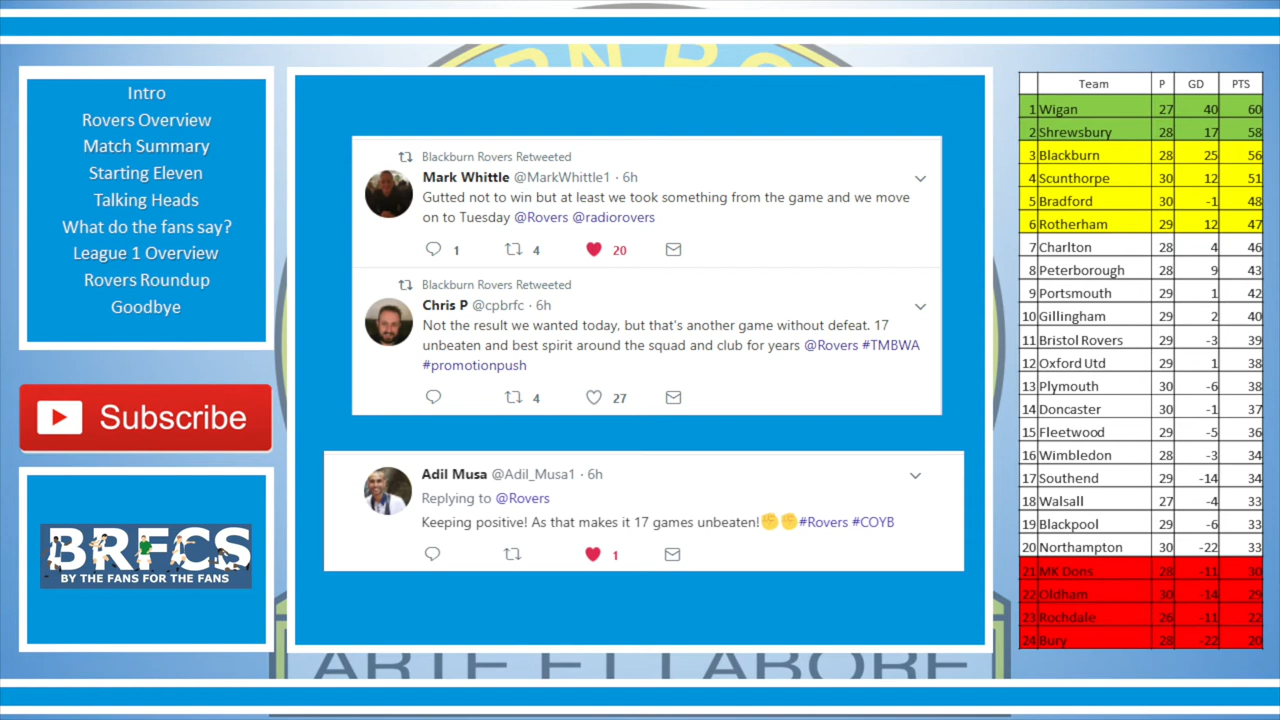 RN RO
Intro
Rovers Overview
Match Summary
Starting Eleven
Talking Heads
What do the fans say?
League 1 Overview
Rovers Roundup
Goodbye
Subscribe
BRFCS
BY THE FANS FOR THE FANS
Blackburn Rovers Retweeted
Mark Whittle @MarkWhittle1 · 6h
Gutted not to win but at least we took something from the game and we move
on to Tuesday @Rovers @radiorovers
1 4 20
Blackburn Rovers Retweeted
Chris P @cpbrfc · 6h
Not the result we wanted today, but that's another game without defeat. 17
unbeaten and best spirit around the squad and club for years @Rovers #TMBWA
#promotionpush
4 27
Adil Musa @Adil_Musa1 · 6h
Replying to @Rovers
Keeping positive! As that makes it 17 games unbeaten!✊✊#Rovers #COYB
1
Team P GD PTS
1 Wigan 27 40 60
2 Shrewsbury 28 17 58
3 Blackburn 28 25 56
4 Scunthorpe 30 12 51
5 Bradford 30 -1 48
6 Rotherham 29 12 47
7 Charlton 28 4 46
8 Peterborough 28 9 43
9 Portsmouth 29 1 42
10 Gillingham 29 2 40
11 Bristol Rovers 29 -3 39
12 Oxford Utd 29 1 38
13 Plymouth 30 -6 38
14 Doncaster 30 -1 37
15 Fleetwood 29 -5 36
16 Wimbledon 28 -3 34
17 Southend 29 -14 34
18 Walsall 27 -4 33
19 Blackpool 29 -6 33
20 Northampton 30 -22 33
21 MK Dons 28 -11 30
22 Oldham 30 -14 29
23 Rochdale 26 -11 22
24 Bury 28 -22 20
ARTE ET LABORE